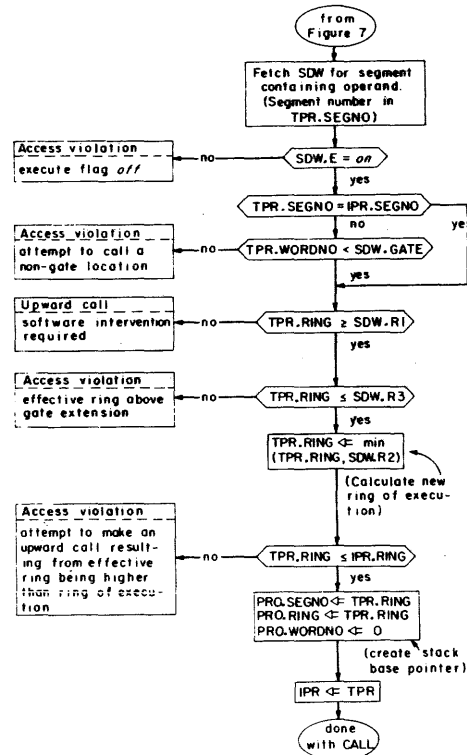 from
Figure 7
Fetch SDW for segment
containing operand.
(Segment number in
TPR.SEGNO)
Access violation
execute flag off
no
SDW.E = on
yes
TPR.SEGNO=IPR.SEGNO
yes
no
Access violation
attempt to call a
non-gate location
no
TPR.WORDNO < SDW.GATE
yes
Upward call
software intervention
required
no
TPR.RING ≥ SDW.R1
yes
Access violation
effective ring above
gate extension
no
TPR.RING ≤ SDW.R3
yes
TPR.RING ⇐ min
(TPR.RING, SDW.R2)
(Calculate new
ring of execu-
tion)
Access violation
attempt to make an
upward call result-
ing from effective
ring being higher
than ring of execu-
tion
no
TPR.RING ≤ IPR.RING
yes
PRO.SEGNO ⇐ TPR.RING
PRO.RING ⇐ TPR.RING
PRO.WORDNO ⇐ 0
(create stack
base pointer)
IPR ⇐ TPR
done
with CALL